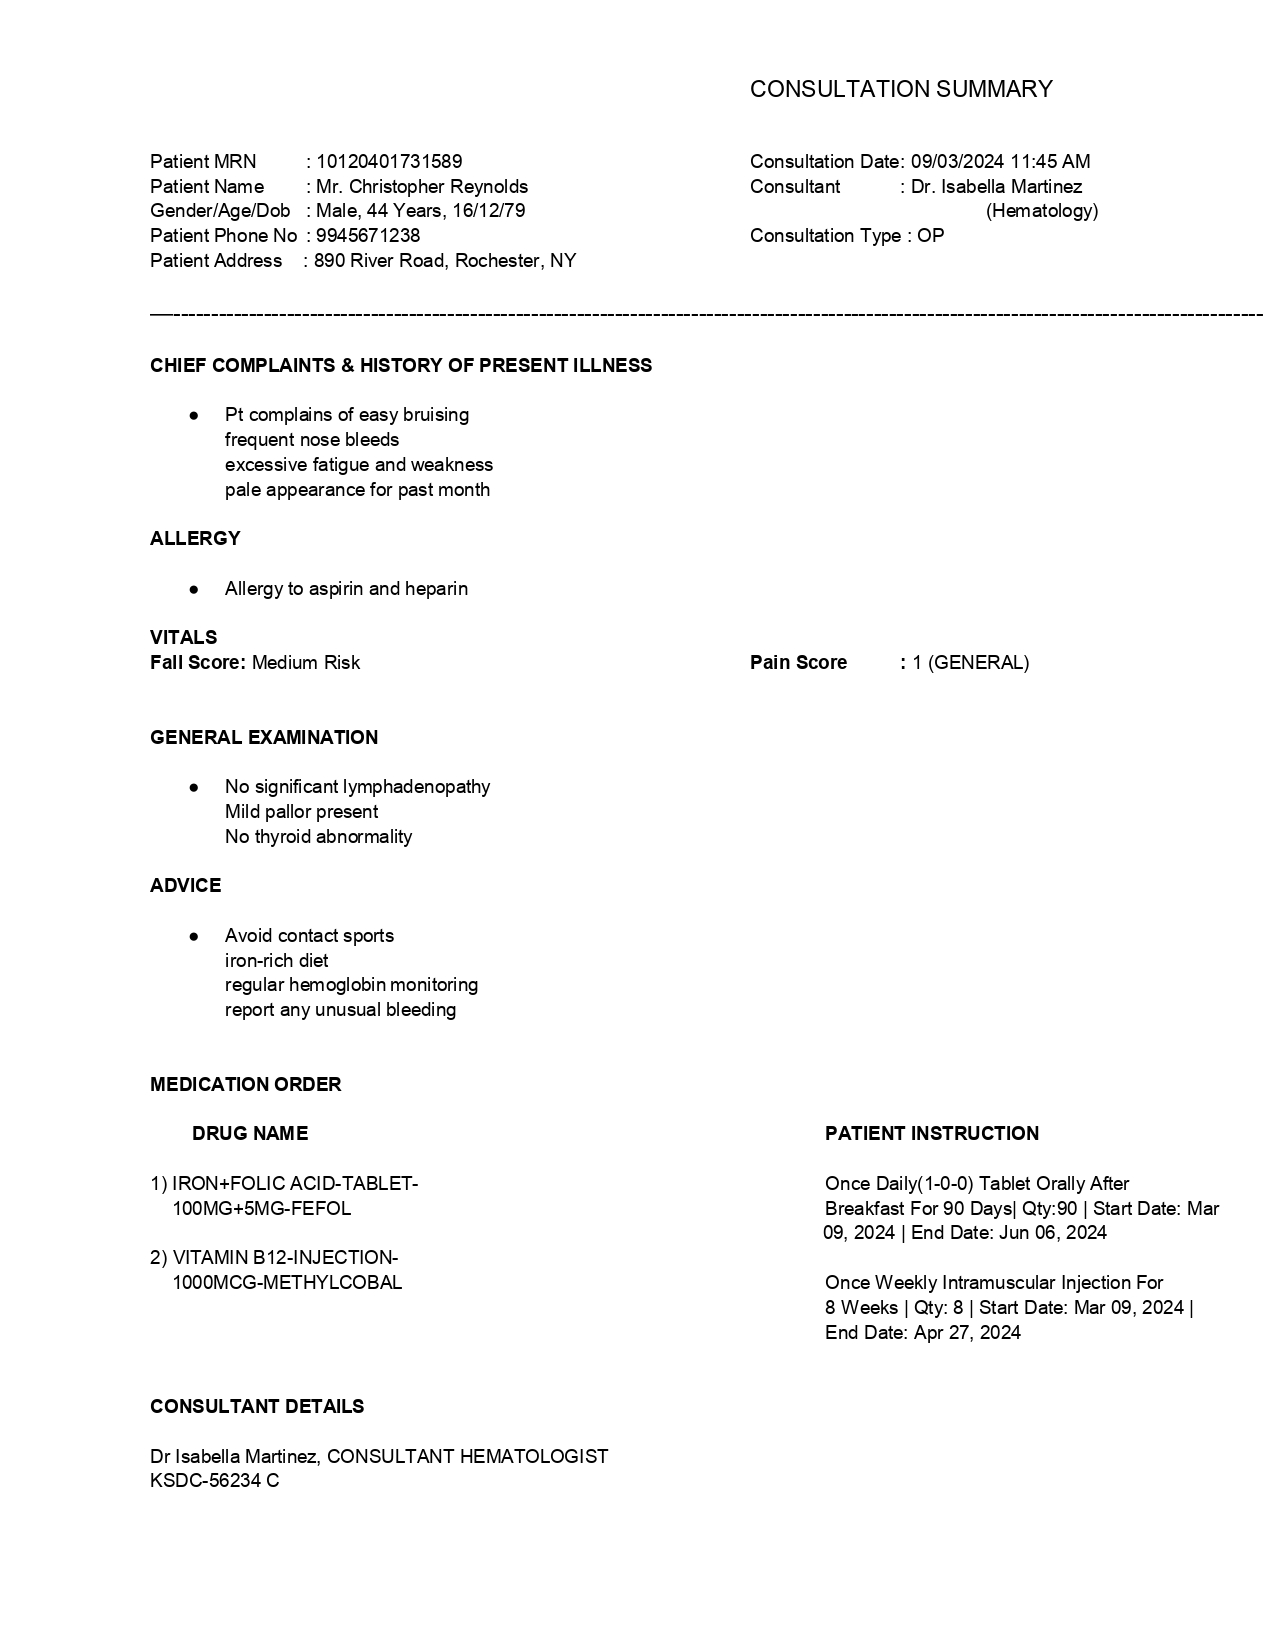 CONSULTATION SUMMARY
Patient MRN : 10120401731589 Consultation Date: 09/03/2024 11:45 AM
Patient Name : Mr. Christopher Reynolds Consultant : Dr. Isabella Martinez
Gender/Age/Dob : Male, 44 Years, 16/12/79 (Hematology)
Patient Phone No : 9945671238 Consultation Type : OP
Patient Address : 890 River Road, Rochester, NY
CHIEF COMPLAINTS & HISTORY OF PRESENT ILLNESS
● Pt complains of easy bruising
frequent nose bleeds
excessive fatigue and weakness
pale appearance for past month
ALLERGY
● Allergy to aspirin and heparin
VITALS
Fall Score: Medium Risk Pain Score : 1 (GENERAL)
GENERAL EXAMINATION
● No significant lymphadenopathy
Mild pallor present
No thyroid abnormality
ADVICE
● Avoid contact sports
iron-rich diet
regular hemoglobin monitoring
report any unusual bleeding
MEDICATION ORDER
DRUG NAME PATIENT INSTRUCTION
1) IRON+FOLIC ACID-TABLET- Once Daily(1-0-0) Tablet Orally After
100MG+5MG-FEFOL Breakfast For 90 Days| Qty:90 | Start Date: Mar
09, 2024 | End Date: Jun 06, 2024
2) VITAMIN B12-INJECTION-
1000MCG-METHYLCOBAL Once Weekly Intramuscular Injection For
8 Weeks | Qty: 8 | Start Date: Mar 09, 2024 |
End Date: Apr 27, 2024
CONSULTANT DETAILS
Dr Isabella Martinez, CONSULTANT HEMATOLOGIST
KSDC-56234 C